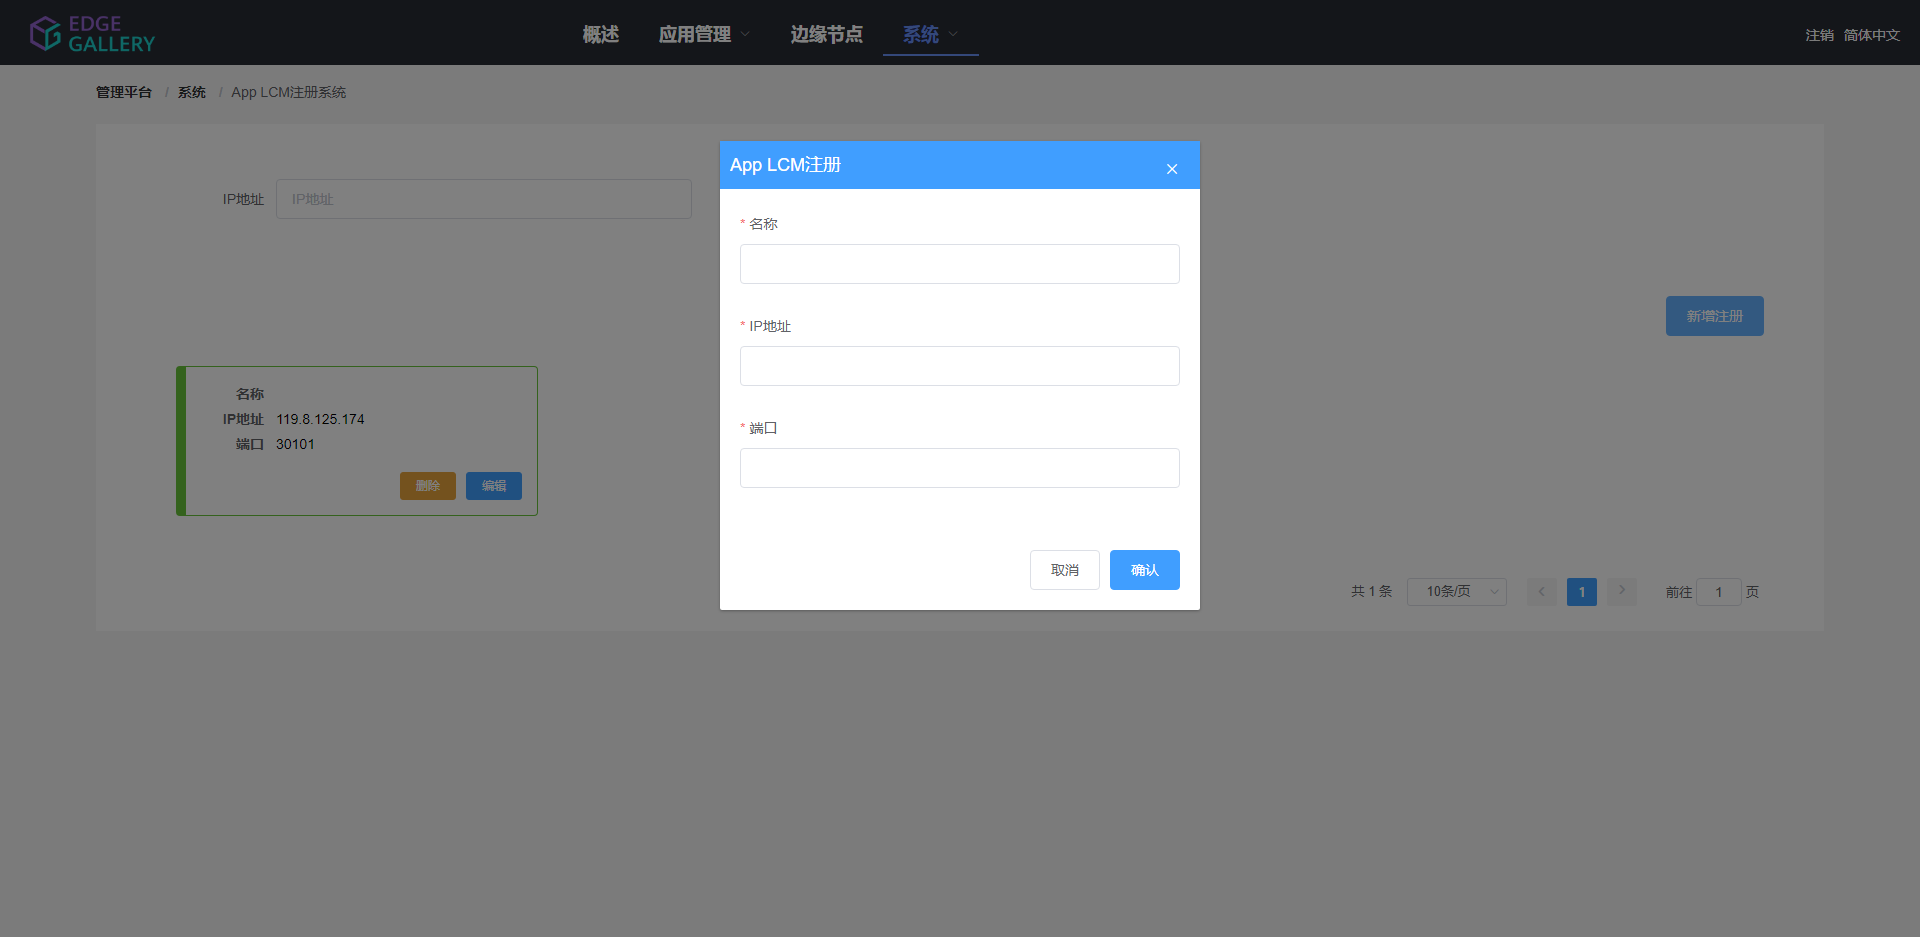 EDGE
GALLERY
概述 应用管理 边缘节点 系统
注销 简体中文
管理平台 / 系统 / App LCM注册系统
IP地址 IP地址
新增注册
名称
IP地址 119.8.125.174
端口 30101
删除 编辑
App LCM注册
* 名称
* IP地址
* 端口
取消 确认
共 1 条 10条/页 1 前往 1 页